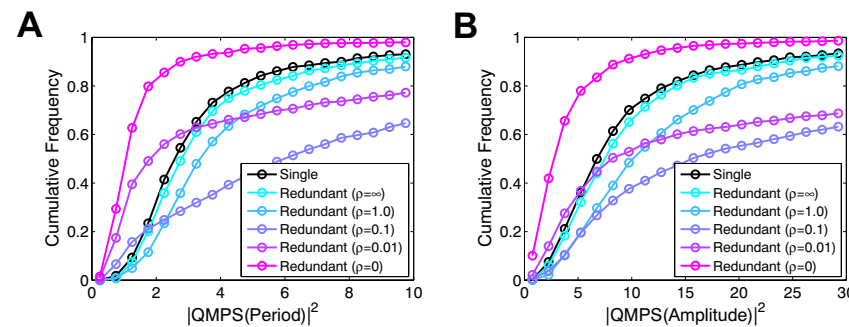 A
Cumulative Frequency
1
0.8
0.6
0.4
0.2
0
0 2 4 6 8 10
|QMPS(Period)|²
Single
Redundant (ρ=∞)
Redundant (ρ=1.0)
Redundant (ρ=0.1)
Redundant (ρ=0.01)
Redundant (ρ=0)
B
Cumulative Frequency
1
0.8
0.6
0.4
0.2
0
0 5 10 15 20 25 30
|QMPS(Amplitude)|²
Single
Redundant (ρ=∞)
Redundant (ρ=1.0)
Redundant (ρ=0.1)
Redundant (ρ=0.01)
Redundant (ρ=0)